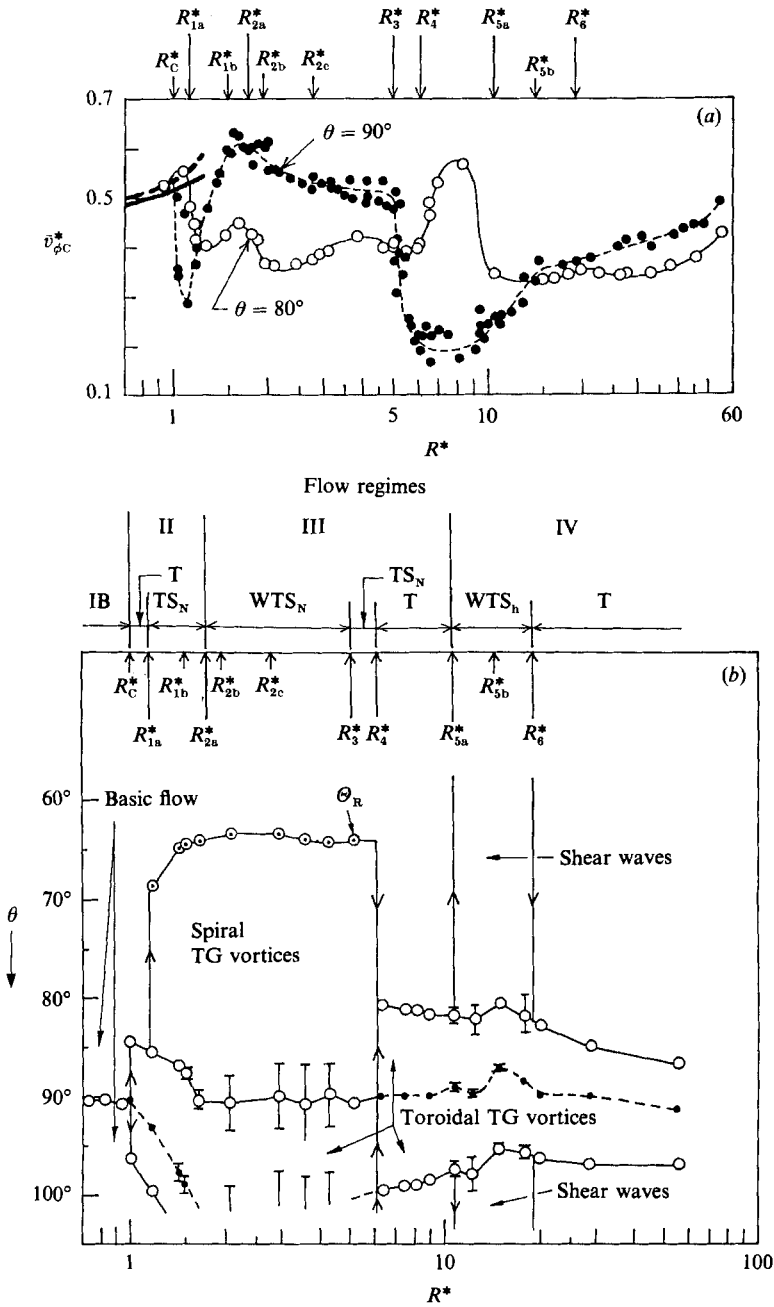 R*1a R*2a R*3 R*4 R*5a R*6
R*C R*1b R*2b R*2c R*5b
0.7
(a)
θ = 90°
0.5
v̄*ϕC
θ = 80°
0.1
1 5 10 60
R*
Flow regimes
II III IV
T TSN
IB TSN WTSN T WTSh T
(b)
R*C R*1b R*2b R*2c R*5b
R*1a R*2a R*3 R*4 R*5a R*6
60° Basic flow ΘR
Shear waves
70°
θ
Spiral
TG vortices
80°
90°
Toroidal TG vortices
100° Shear waves
1 10 100
R*